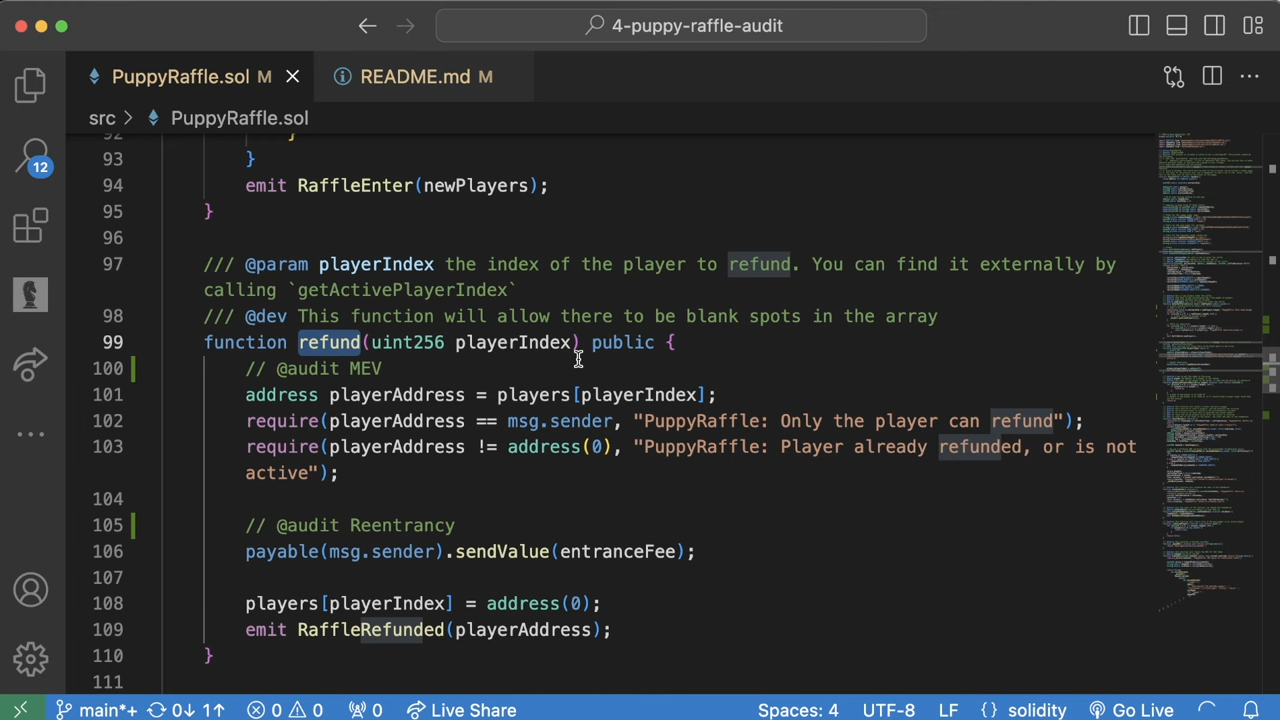 4-puppy-raffle-audit
PuppyRaffle.sol M
README.md M
src > PuppyRaffle.sol
92 }
93 }
94 emit RaffleEnter(newPlayers);
95 }
96
97 /// @param playerIndex the index of the player to refund. You can find it externally by
calling `getActivePlayerIndex`
98 /// @dev This function will allow there to be blank spots in the array
99 function refund(uint256 playerIndex) public {
100 // @audit MEV
101 address playerAddress = players[playerIndex];
102 require(playerAddress == msg.sender, "PuppyRaffle: Only the player can refund");
103 require(playerAddress != address(0), "PuppyRaffle: Player already refunded, or is not
active");
104
105 // @audit Reentrancy
106 payable(msg.sender).sendValue(entranceFee);
107
108 players[playerIndex] = address(0);
109 emit RaffleRefunded(playerAddress);
110 }
111
12
main*+ 0↓ 1↑ 0 0 0 Live Share Spaces: 4 UTF-8 LF {} solidity Go Live